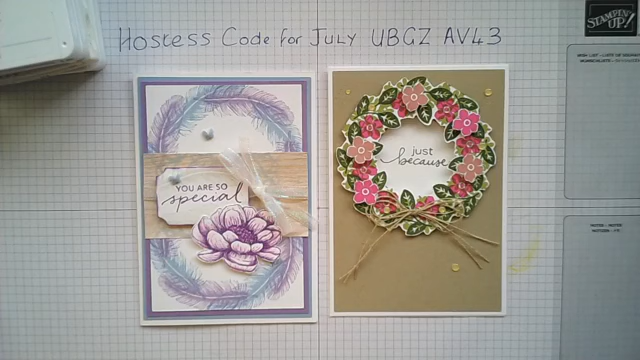 STAMPIN' UP!
Hostess Code for July UBGZ AV43
YOU ARE SO
special
just
because